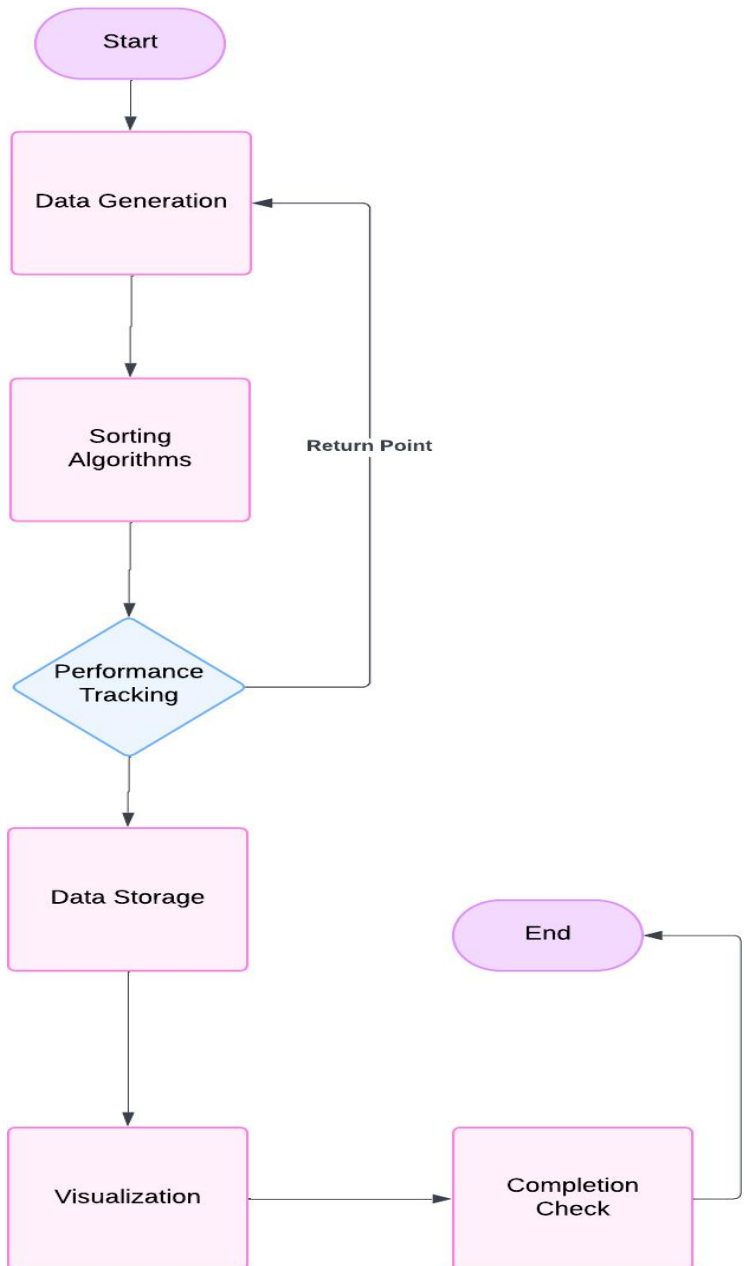 Start
Data Generation
Sorting
Algorithms
Return Point
Performance
Tracking
Data Storage
End
Visualization
Completion
Check